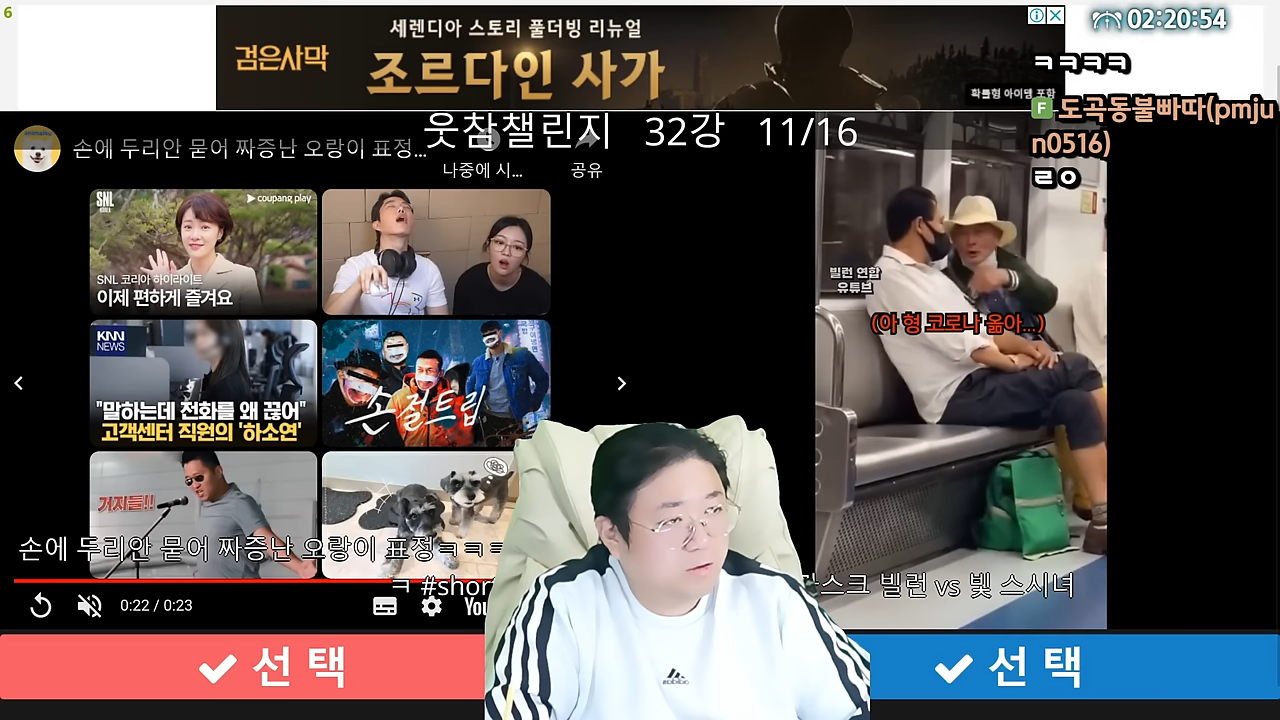 6
세렌디아 스토리 풀더빙 리뉴얼
검은사막
조르다인 사가
확률형 아이템 포함
02:20:54
ㅋㅋㅋㅋ
F 도곡동불빠따(pmju
n0516)
ㄹㅇ
웃참챌린지 32강 11/16
손에 두리안 묻어 짜증난 오랑이 표정...
나중에 시...
공유
SNL
coupang play
SNL 코리아 하이라이트
이제 편하게 즐겨요
KNN
NEWS
"말하는데 전화를 왜 끊어"
고객센터 직원의 '하소연'
손절트립
거지들!!
빌런 연합
유튜브
(아 형 코로나 옮아...)
손에 두리안 묻어 짜증난 오랑이 표정ㅋㅋㅋ
ㅋ #shor
스크 빌런 vs 빛 스시녀
0:22 / 0:23
You
선 택
선 택